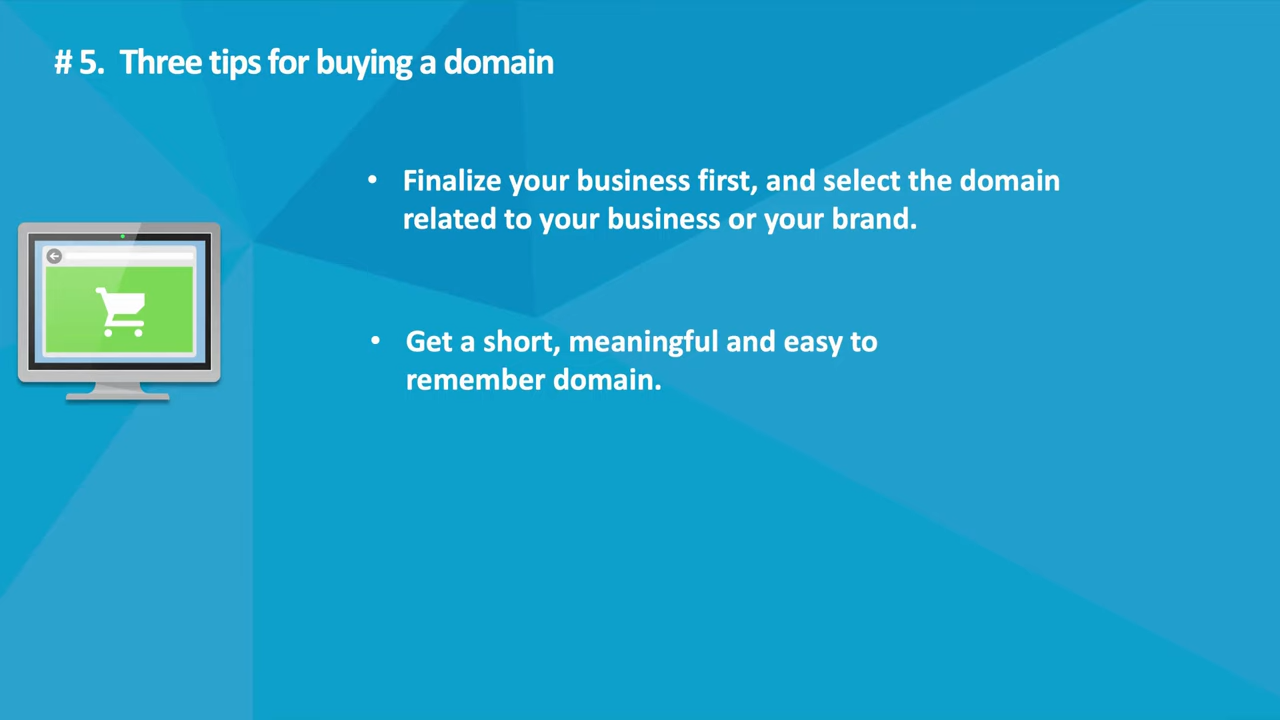 # 5. Three tips for buying a domain
• Finalize your business first, and select the domain
related to your business or your brand.
• Get a short, meaningful and easy to
remember domain.